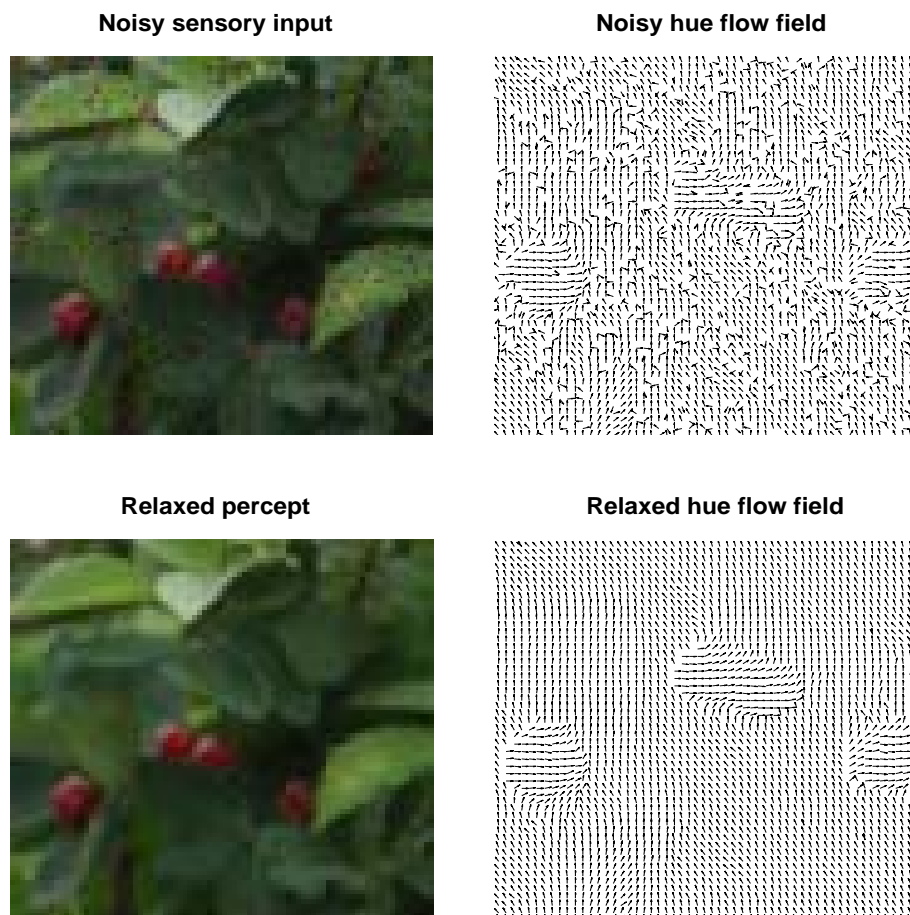 Noisy sensory input
Noisy hue flow field
Relaxed percept
Relaxed hue flow field